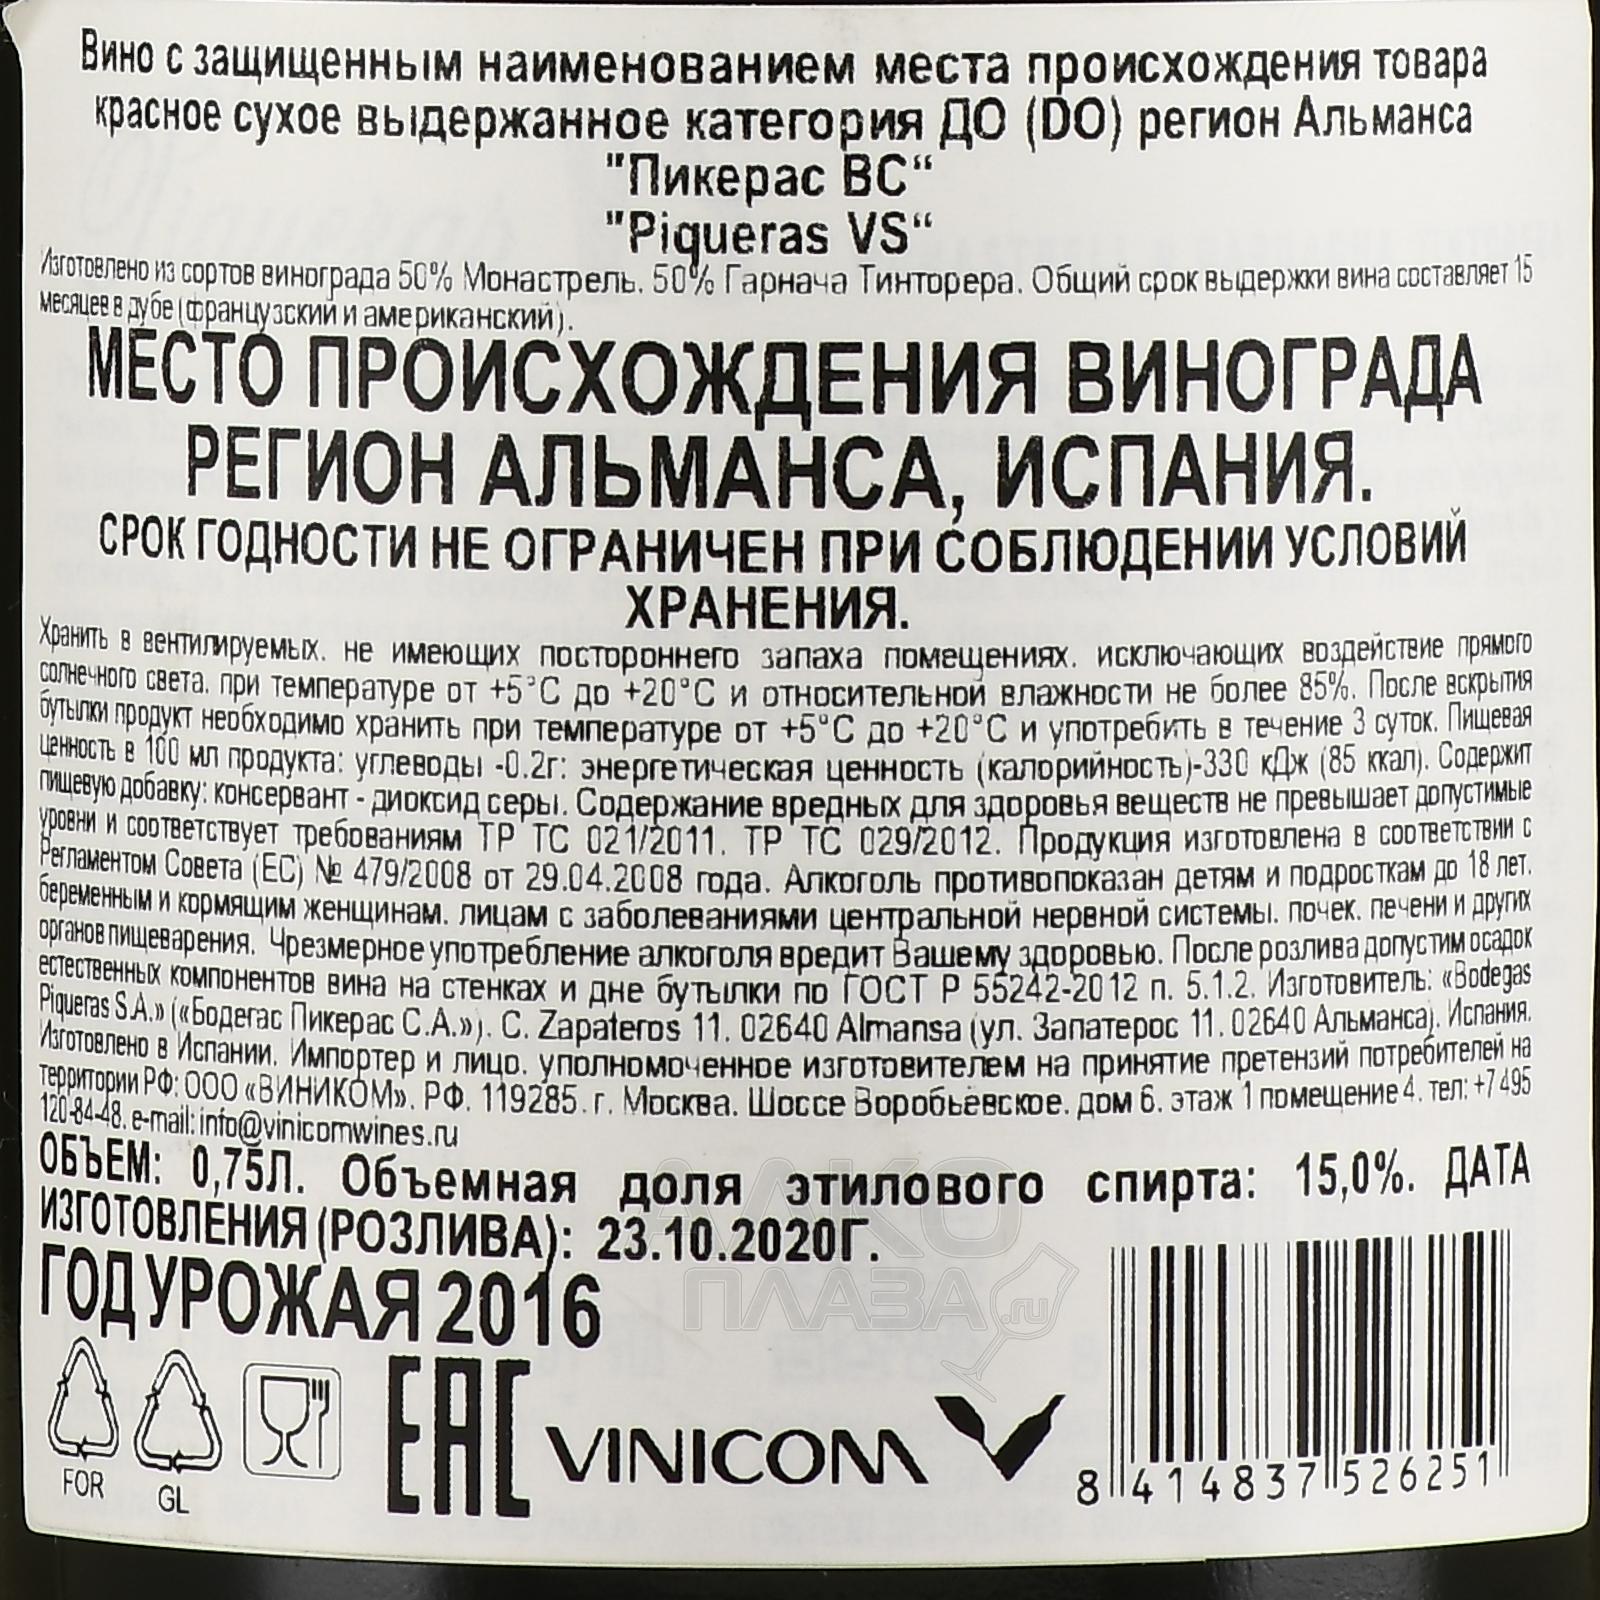 Вино с защищенным наименованием места происхождения товара
красное сухое выдержанное категория ДО (DO) регион Альманса
"Пикерас ВС“
"Piqueras VS“
Изготовлено из сортов винограда 50% Монастрель. 50% Гарнача Тинторера. Общий срок выдержки вина составляет 15
месяцев в дубе (французский и американский).
МЕСТО ПРОИСХОЖДЕНИЯ ВИНОГРАДА
РЕГИОН АЛЬМАНСА, ИСПАНИЯ.
СРОК ГОДНОСТИ НЕ ОГРАНИЧЕН ПРИ СОБЛЮДЕНИИ УСЛОВИЙ
ХРАНЕНИЯ.
Хранить в вентилируемых. не имеющих постороннего запаха помещениях. исключающих воздействие прямого
солнечного света. при температуре от +5°С до +20°С и относительной влажности не более 85%. После вскрытия
бутылки продукт необходимо хранить при температуре от +5°С до +20°С и употребить в течение 3 суток. Пищевая
ценность в 100 мл продукта: углеводы -0.2г: энергетическая ценность (калорийность)-330 кДж (85 ккал). Содержит
пищевую добавку: консервант - диоксид серы. Содержание вредных для здоровья веществ не превышает допустимые
уровни и соответствует требованиям ТР ТС 021/2011. ТР ТС 029/2012. Продукция изготовлена в соответствии с
Регламентом Совета (ЕС) № 479/2008 от 29.04.2008 года. Алкоголь противопоказан детям и подросткам до 18 лет.
беременным и кормящим женщинам. лицам с заболеваниями центральной нервной системы. почек. печени и других
органов пищеварения. Чрезмерное употребление алкоголя вредит Вашему здоровью. После розлива допустим осадок
естественных компонентов вина на стенках и дне бутылки по ГОСТ Р 55242-2012 п. 5.1.2. Изготовитель: «Bodegas
Piqueras S.A.» («Бодегас Пикерас С.А.»). C. Zapateros 11. 02640 Almansa (ул. Запатерос 11. 02640 Альманса). Испания.
Изготовлено в Испании. Импортер и лицо. уполномоченное изготовителем на принятие претензий потребителей на
территории РФ: ООО «ВИНИКОМ». РФ. 119285. г. Москва. Шоссе Воробьёвское. дом 6. этаж 1 помещение 4. тел: +7 495
120-84-48. e-mail: info@vinicomwines.ru
ОБЪЕМ: 0,75Л. Объемная доля этилового спирта: 15,0%. ДАТА
ИЗГОТОВЛЕНИЯ (РОЗЛИВА): 23.10.2020Г.
ГОД УРОЖАЯ 2016
АЛКО
ПЛАЗА.ru
FOR
GL
EAC
VINICOM
8 414837 526251